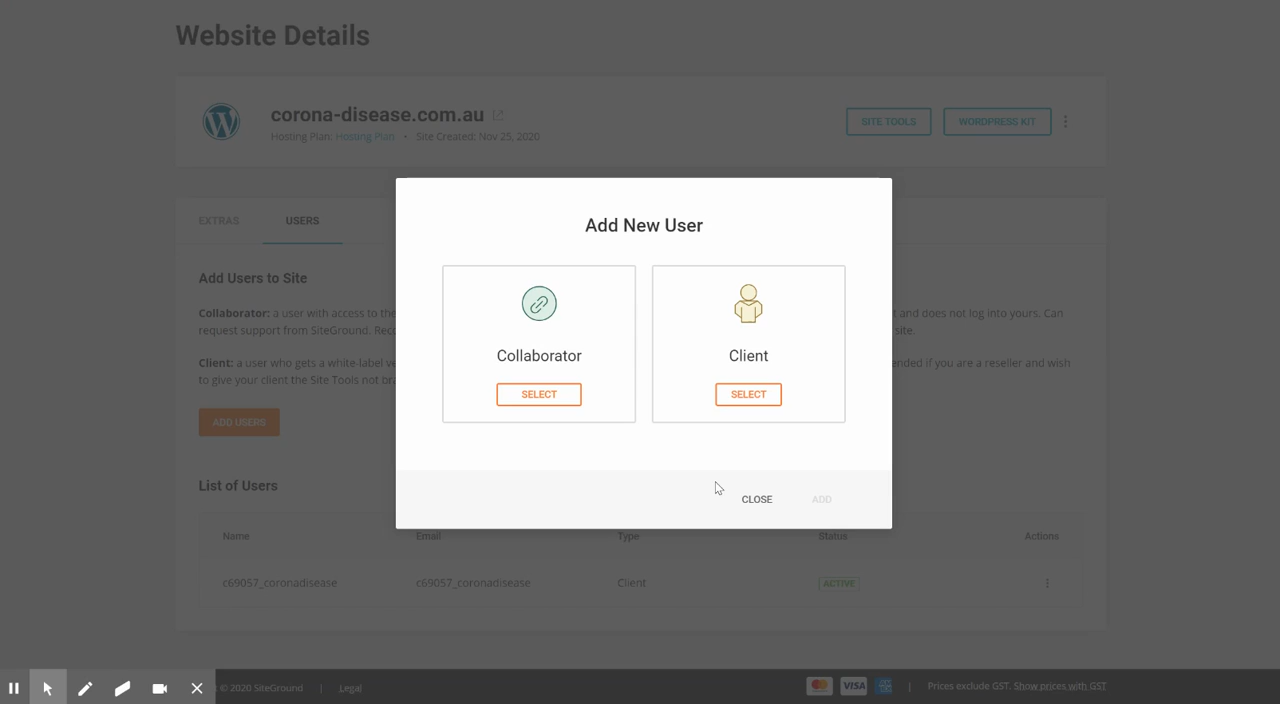 Website Details
corona-disease.com.au
Hosting Plan: Hosting Plan • Site Created: Nov 25, 2020
SITE TOOLS
WORDPRESS KIT
EXTRAS
USERS
Add Users to Site
Collaborator: a user with access to the
t and does not log into yours. Can
request support from SiteGround. Reco
site.
Client: a user who gets a white-label ve
ended if you are a reseller and wish
to give your client the Site Tools not bra
ADD USERS
Add New User
Collaborator
SELECT
Client
SELECT
CLOSE
ADD
List of Users
Name Email Type Status Actions
c69057_coronadisease c69057_coronadisease Client ACTIVE
© 2020 SiteGround | Legal
VISA
| Prices exclude GST. Show prices with GST